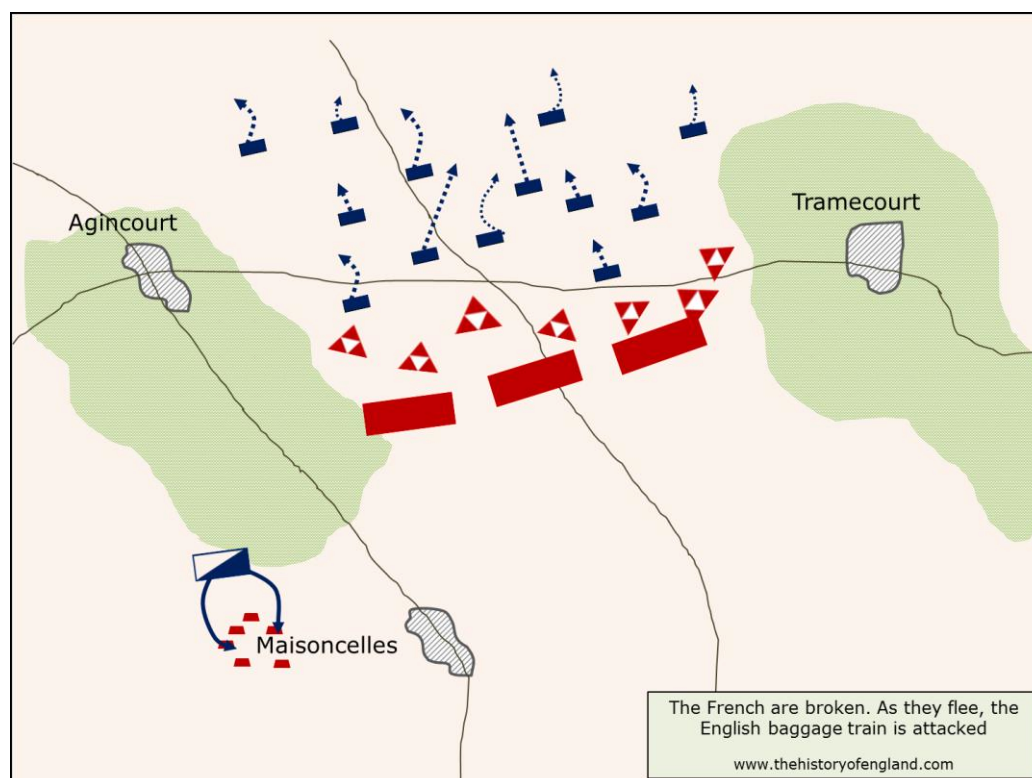 Agincourt
Tramecourt
Maisoncelles
The French are broken. As they flee, the
English baggage train is attacked
www.thehistoryofengland.com